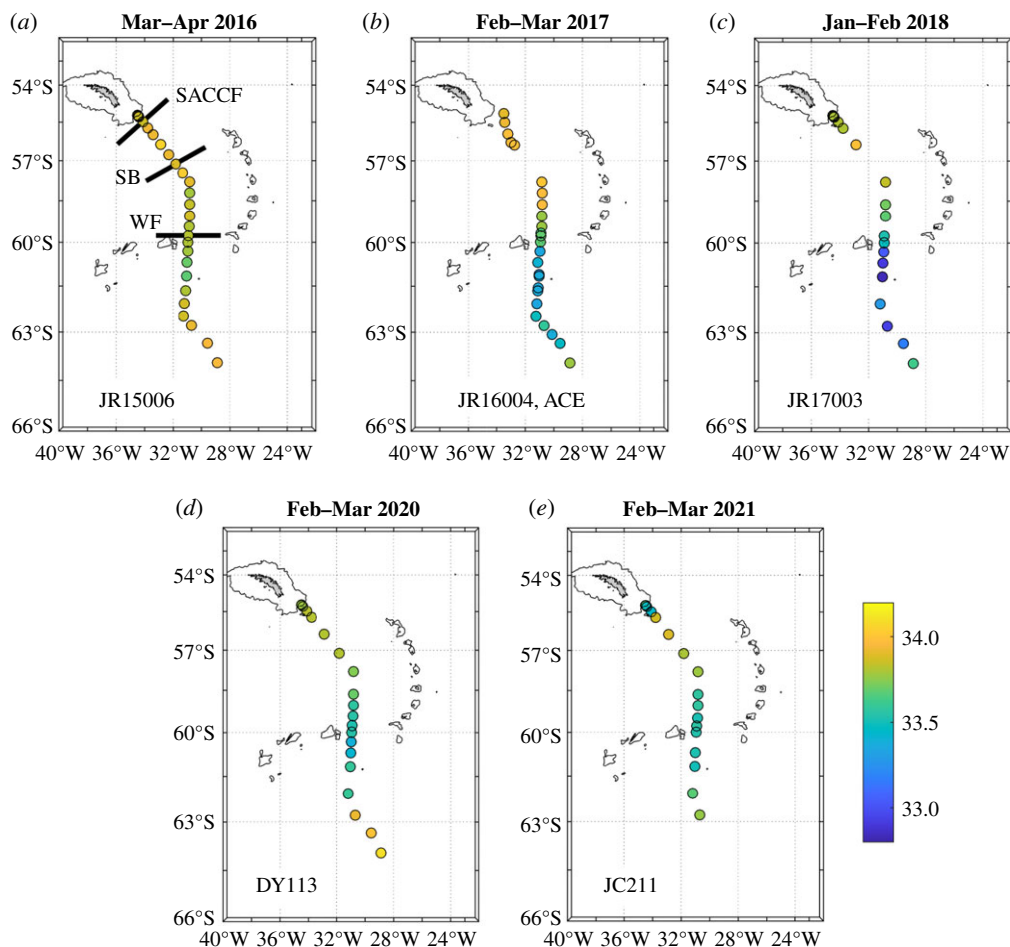 (a) Mar–Apr 2016
(b) Feb–Mar 2017
(c) Jan–Feb 2018
54°S
57°S
60°S
63°S
66°S
SACCF
SB
WF
JR15006
40°W 36°W 32°W 28°W 24°W
54°S
57°S
60°S
63°S
66°S
JR16004, ACE
40°W 36°W 32°W 28°W 24°W
54°S
57°S
60°S
63°S
66°S
JR17003
40°W 36°W 32°W 28°W 24°W
(d) Feb–Mar 2020
(e) Feb–Mar 2021
54°S
57°S
60°S
63°S
66°S
DY113
40°W 36°W 32°W 28°W 24°W
54°S
57°S
60°S
63°S
66°S
JC211
40°W 36°W 32°W 28°W 24°W
34.0
33.5
33.0